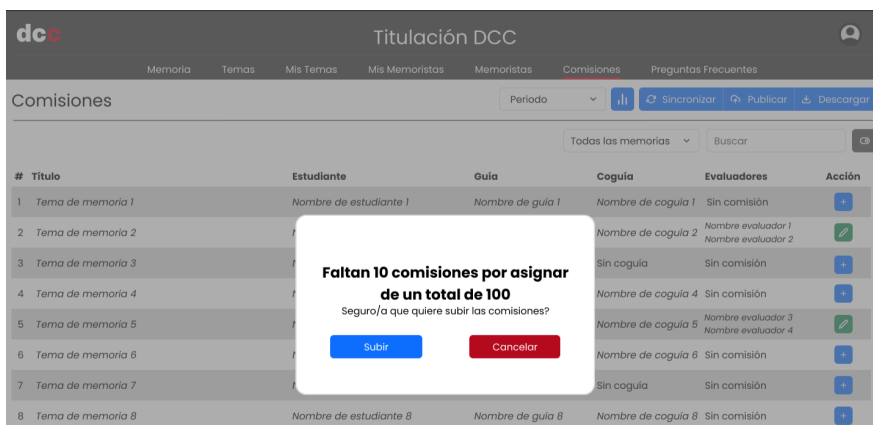 dcc
Titulación DCC
Memoria Temas Mis Temas Mis Memoristas Memoristas Comisiones Preguntas Frecuentes
Comisiones
Periodo
Sincronizar
Publicar
Descargar
Todas las memorias
Buscar
# Título Estudiante Guía Coguía Evaluadores Acción
1 Tema de memoria 1 Nombre de estudiante 1 Nombre de guía 1 Nombre de coguía 1 Sin comisión +
2 Tema de memoria 2 Nombre de coguía 2 Nombre evaluador 1
Nombre evaluador 2
3 Tema de memoria 3 Sin coguía Sin comisión +
4 Tema de memoria 4 Nombre de coguía 4 Sin comisión +
5 Tema de memoria 5 Nombre de coguía 5 Nombre evaluador 3
Nombre evaluador 4
6 Tema de memoria 6 Nombre de coguía 6 Sin comisión +
7 Tema de memoria 7 Sin coguía Sin comisión +
8 Tema de memoria 8 Nombre de estudiante 8 Nombre de guía 8 Nombre de coguía 8 Sin comisión +
Faltan 10 comisiones por asignar
de un total de 100
Seguro/a que quiere subir las comisiones?
Subir
Cancelar